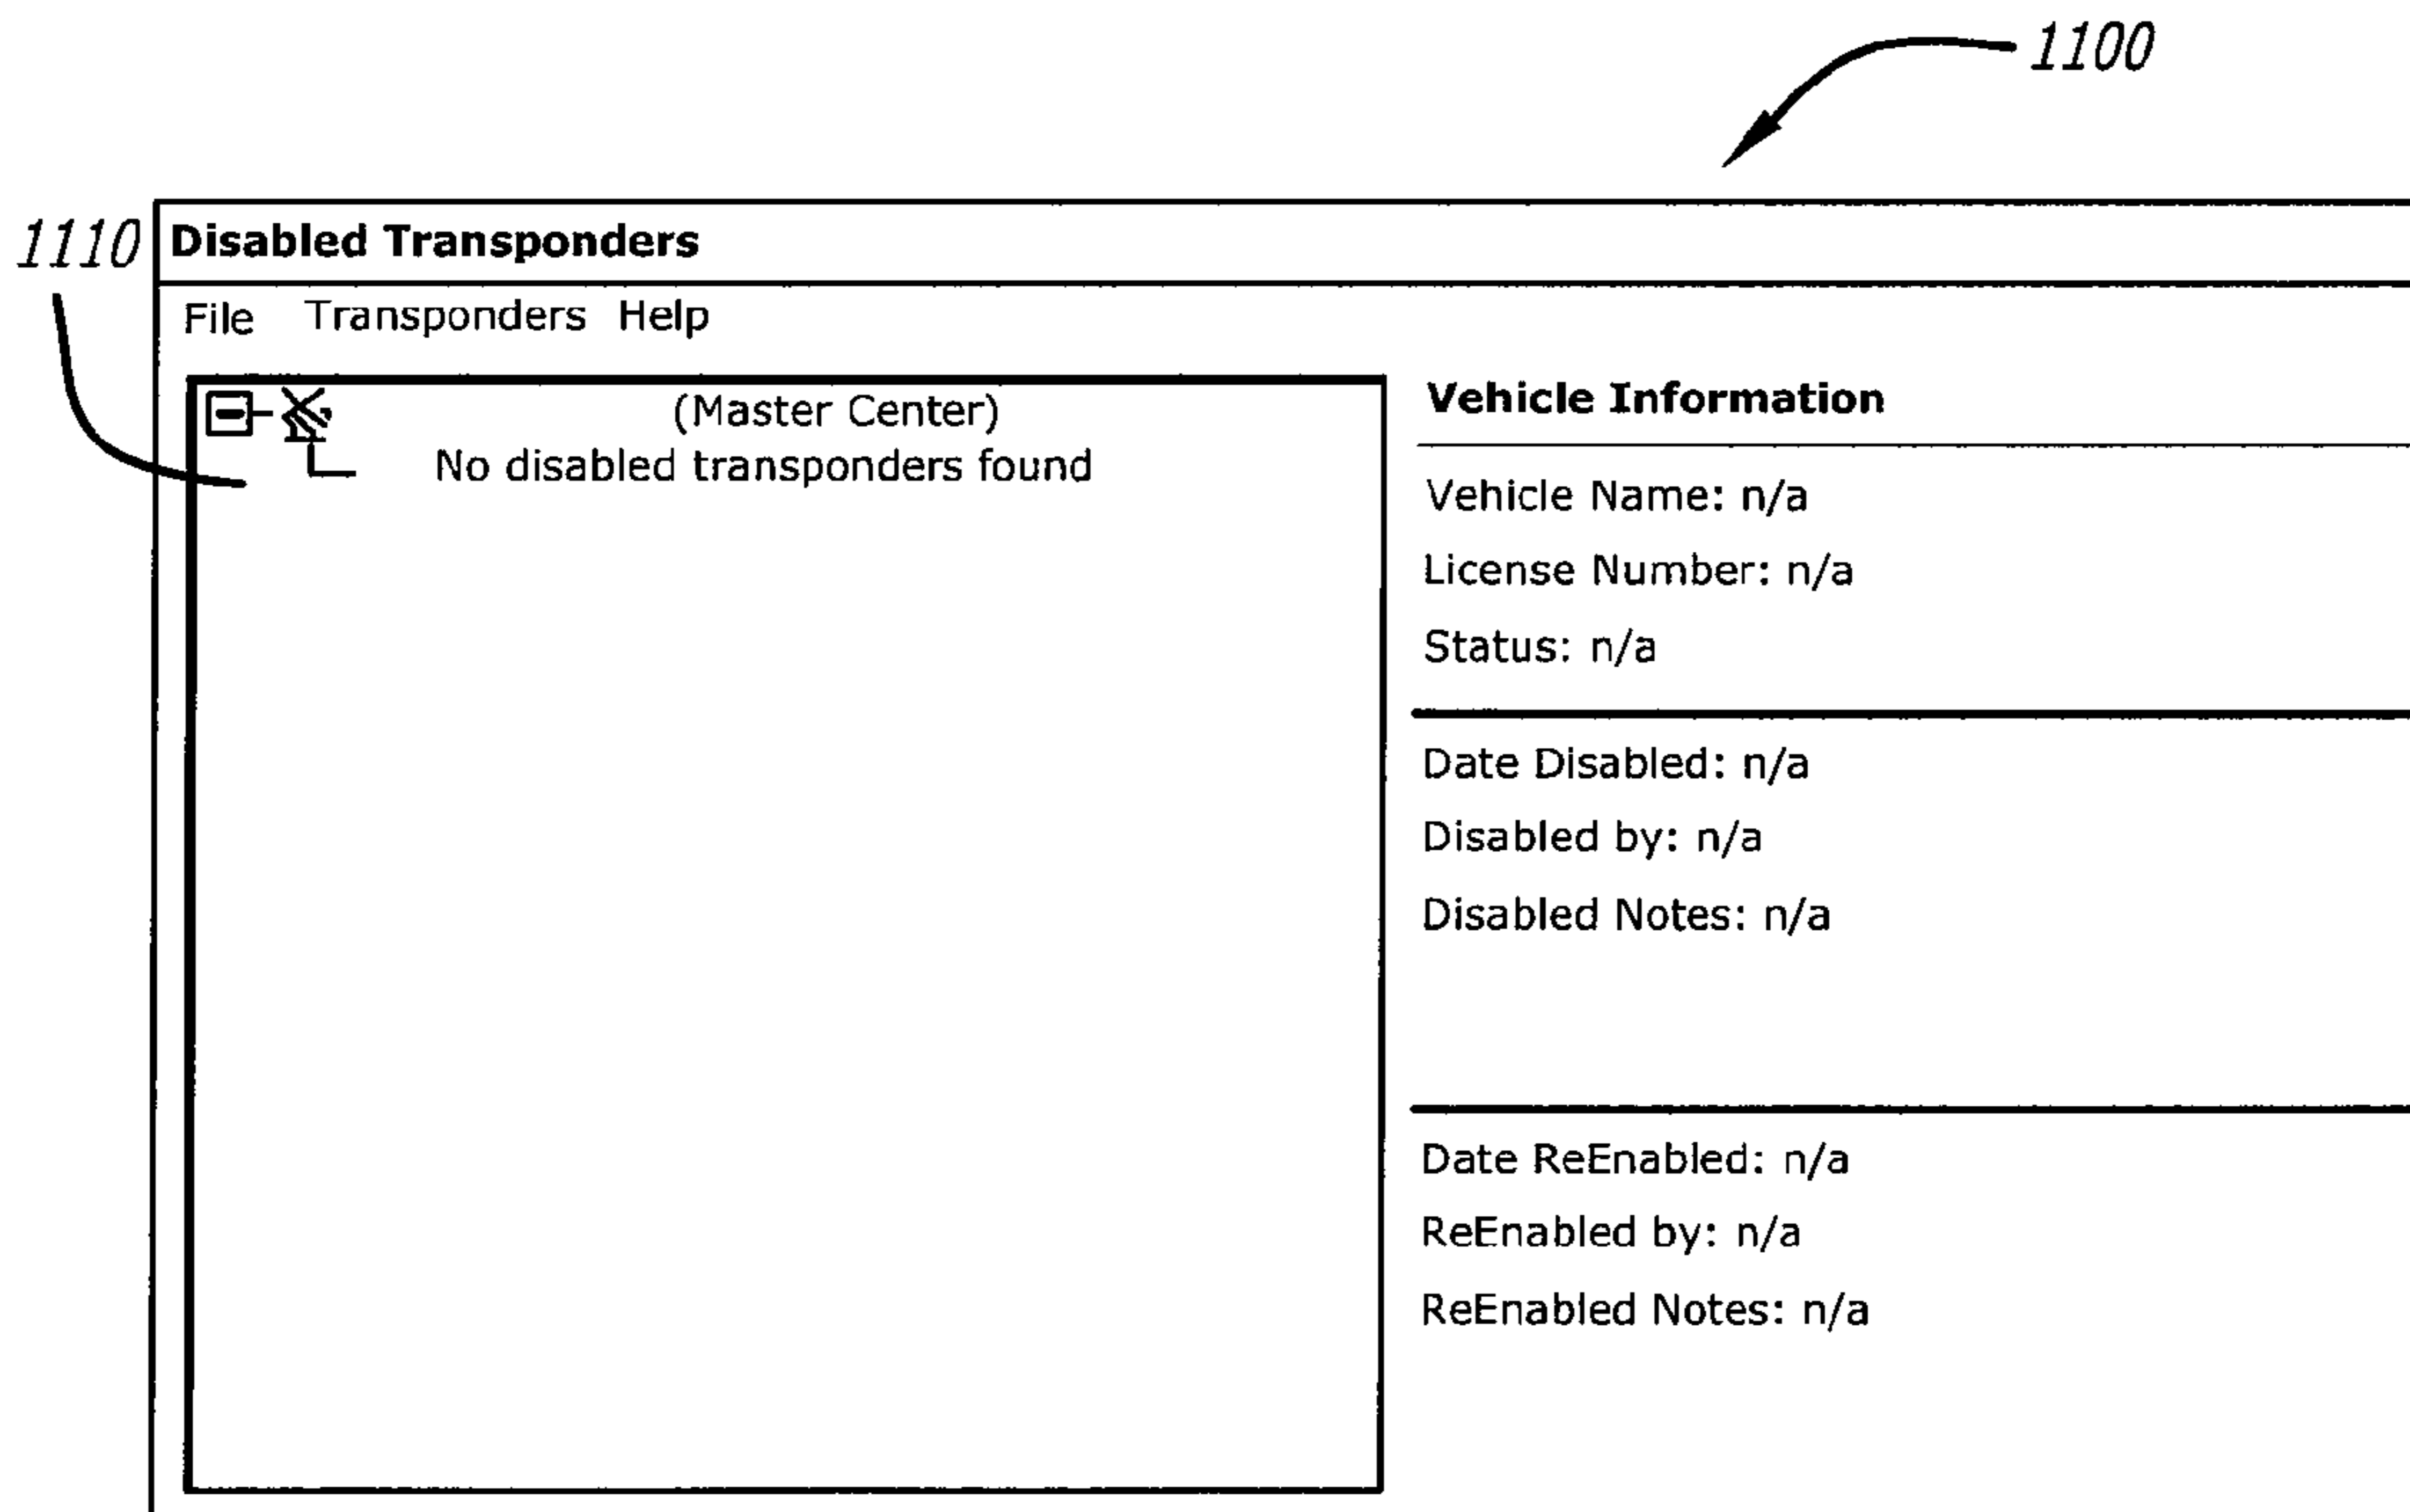 1100
1110
Disabled Transponders
File Transponders Help
(Master Center)
No disabled transponders found
Vehicle Information
Vehicle Name: n/a
License Number: n/a
Status: n/a
Date Disabled: n/a
Disabled by: n/a
Disabled Notes: n/a
Date ReEnabled: n/a
ReEnabled by: n/a
ReEnabled Notes: n/a